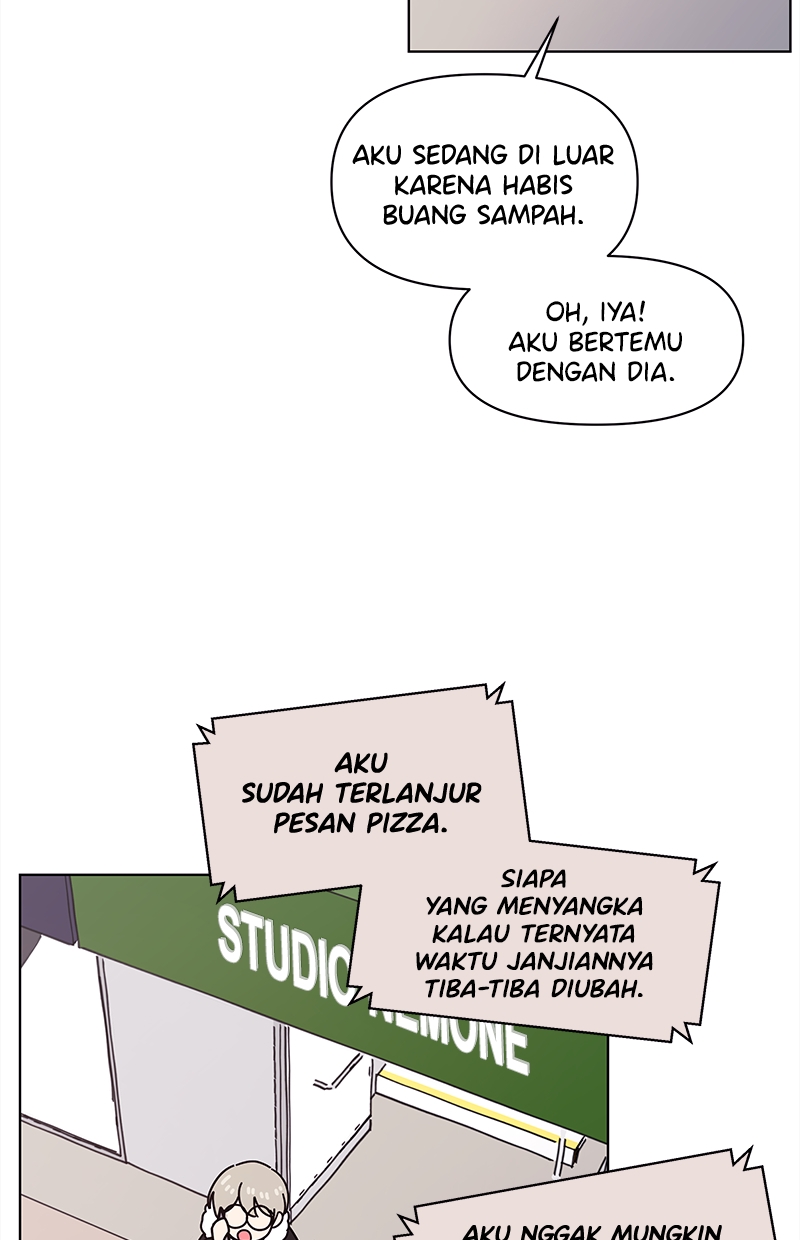 AKU SEDANG DI LUAR
KARENA HABIS
BUANG SAMPAH.
OH, IYA!
AKU BERTEMU
DENGAN DIA.
AKU
SUDAH TERLANJUR
PESAN PIZZA.
SIAPA
YANG MENYANGKA
KALAU TERNYATA
WAKTU JANJIANNYA
TIBA-TIBA DIUBAH.
STUDIO NEMONE
AKU NGGAK MUNGKIN